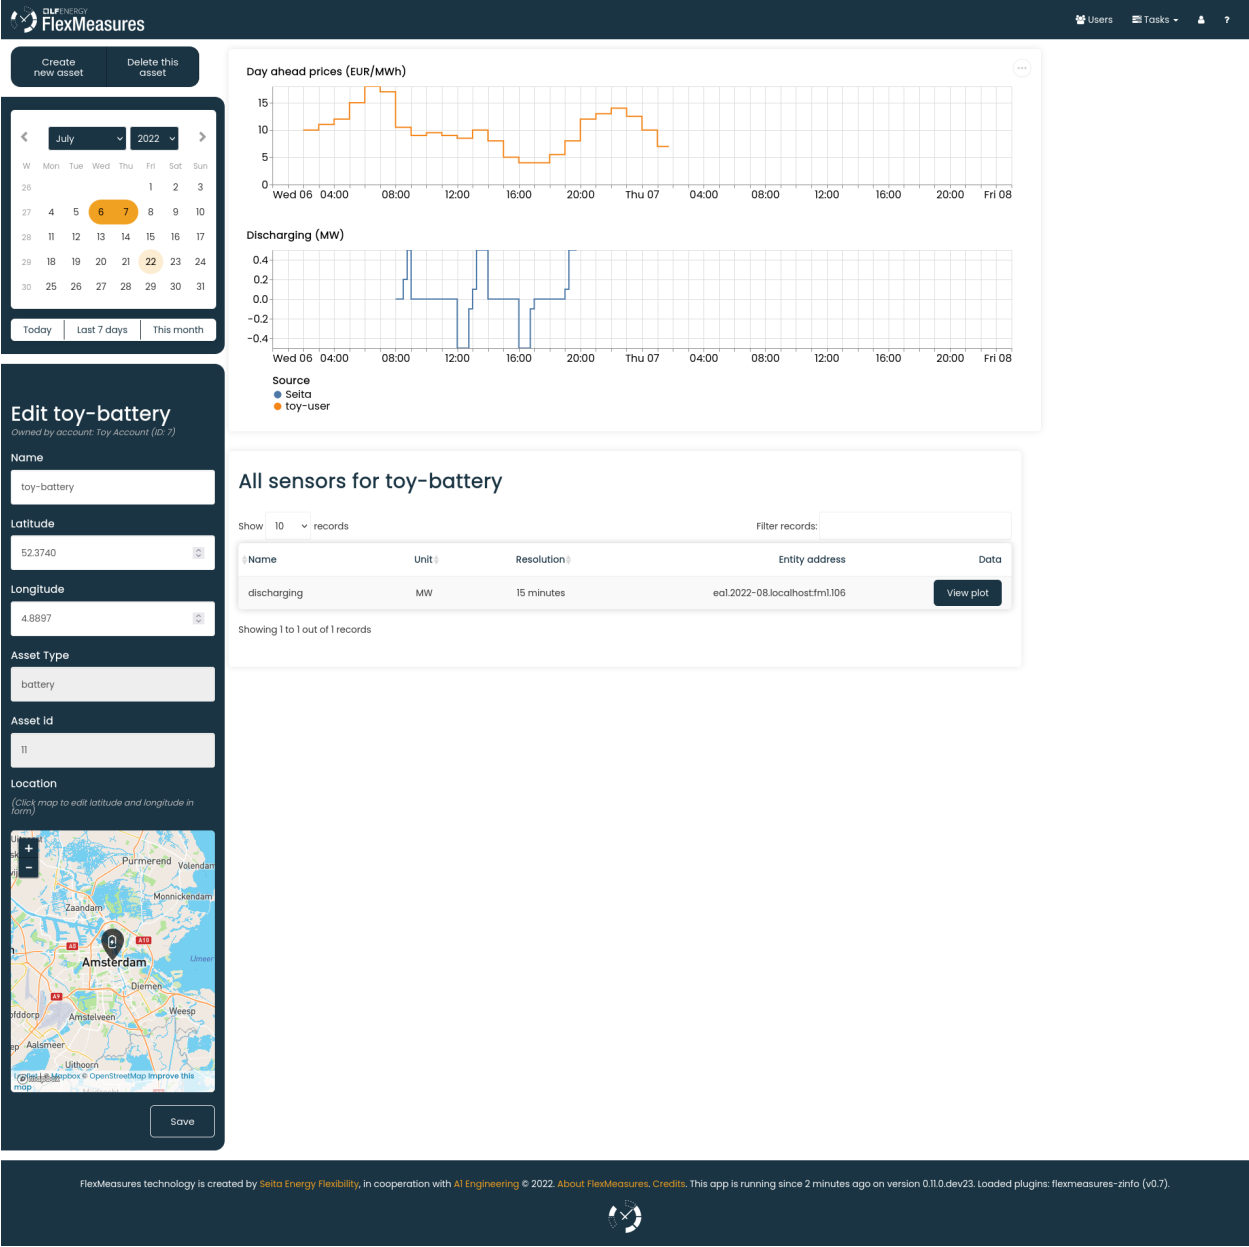 LFENERGY
FlexMeasures
Users
Tasks
?
Create new asset
Delete this asset
July
2022
W Mon Tue Wed Thu Fri Sat Sun
26 1 2 3
27 4 5 6 7 8 9 10
28 11 12 13 14 15 16 17
29 18 19 20 21 22 23 24
30 25 26 27 28 29 30 31
Today
Last 7 days
This month
Day ahead prices (EUR/MWh)
15
10
5
0
Wed 06 04:00 08:00 12:00 16:00 20:00 Thu 07 04:00 08:00 12:00 16:00 20:00 Fri 08
Discharging (MW)
0.4
0.2
0.0
−0.2
−0.4
Wed 06 04:00 08:00 12:00 16:00 20:00 Thu 07 04:00 08:00 12:00 16:00 20:00 Fri 08
Source
Seita
toy-user
Edit toy-battery
Owned by account: Toy Account (ID: 7)
Name
toy-battery
Latitude
52.3740
Longitude
4.8897
Asset Type
battery
Asset id
11
Location
(Click map to edit latitude and longitude in
form)
+
−
Purmerend
Volendam
Monnickendam
Zaandam
A8
A10
Amsterdam
IJmeer
Diemen
A9
Amstelveen
Weesp
Aalsmeer
Uithoorn
Mapbox © OpenStreetMap Improve this
map
Save
All sensors for toy-battery
Show 10 records
Filter records:
Name Unit Resolution Entity address Data
discharging MW 15 minutes ea1.2022-08.localhost:fm1.106 View plot
Showing 1 to 1 out of 1 records
FlexMeasures technology is created by Seita Energy Flexibility, in cooperation with A1 Engineering © 2022. About FlexMeasures. Credits. This app is running since 2 minutes ago on version 0.11.0.dev23. Loaded plugins: flexmeasures-zinfo (v0.7).